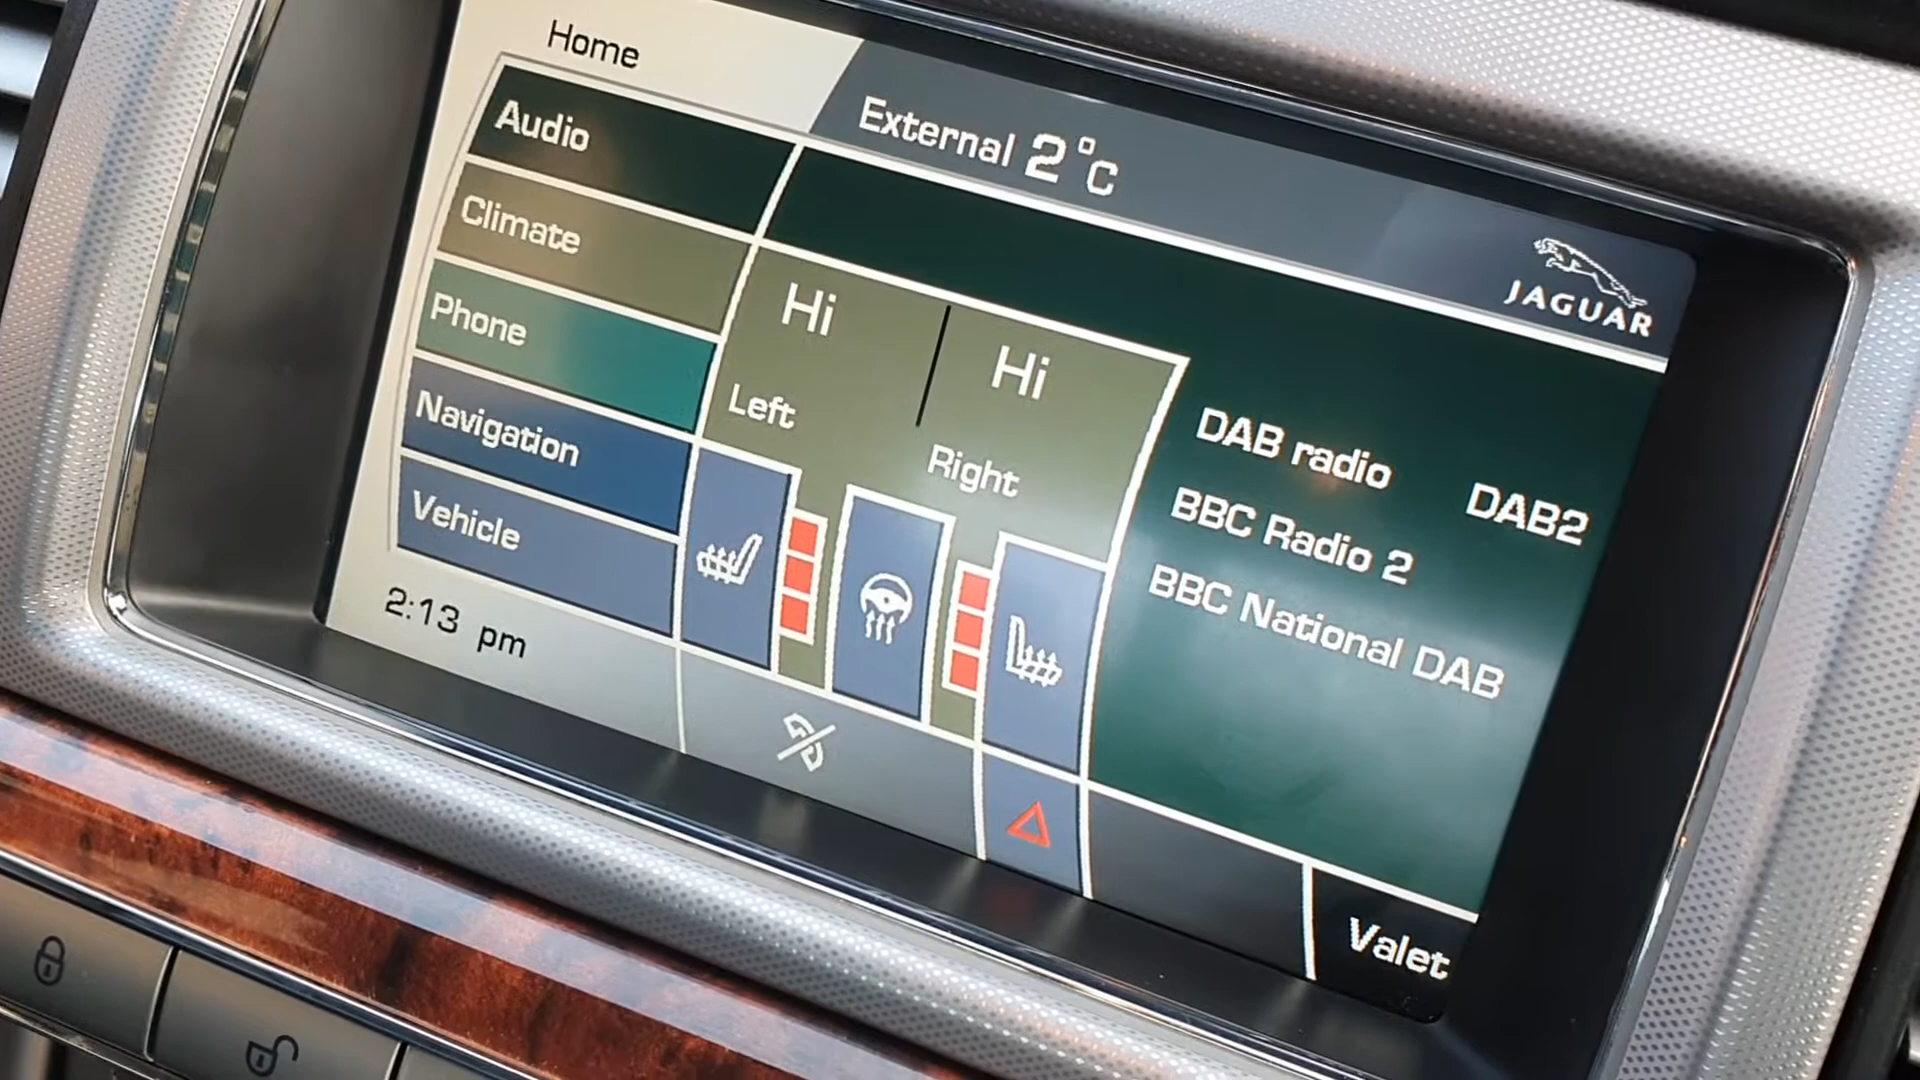 Home
External 2°C
JAGUAR
Audio
Climate
Phone
Navigation
Vehicle
2:13 pm
Hi
Left
Hi
Right
DAB radio DAB2
BBC Radio 2
BBC National DAB
Valet